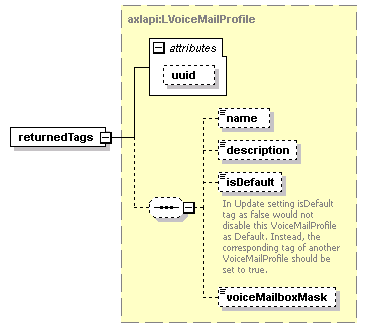 axlapi:LVoiceMailProfile
attributes
uuid
returnedTags
name
description
isDefault
In Update setting isDefault
tag as false would not
disable this VoiceMailProfile
as Default. Instead, the
corresponding tag of another
VoiceMailProfile should be
set to true.
voiceMailboxMask